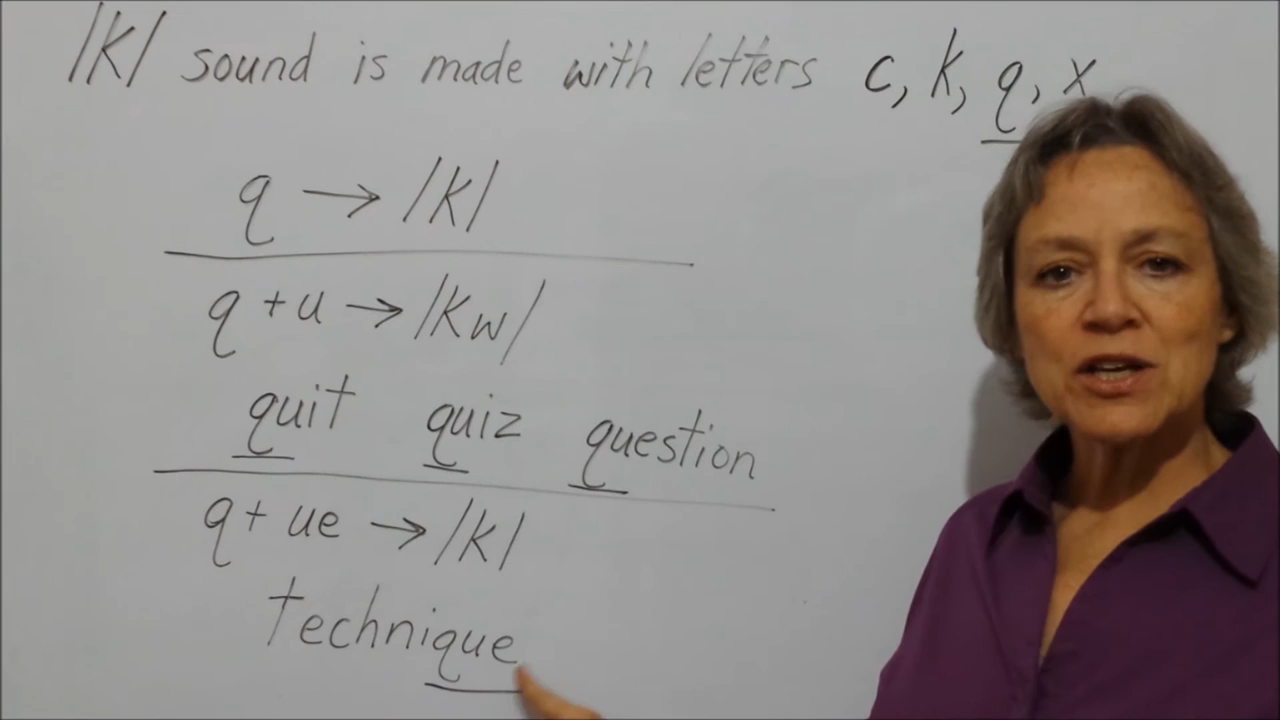 /K/ sound is made with letters c, k, q, x
q → /K/
q + u → /Kw/
quit quiz question
q + ue → /K/
technique